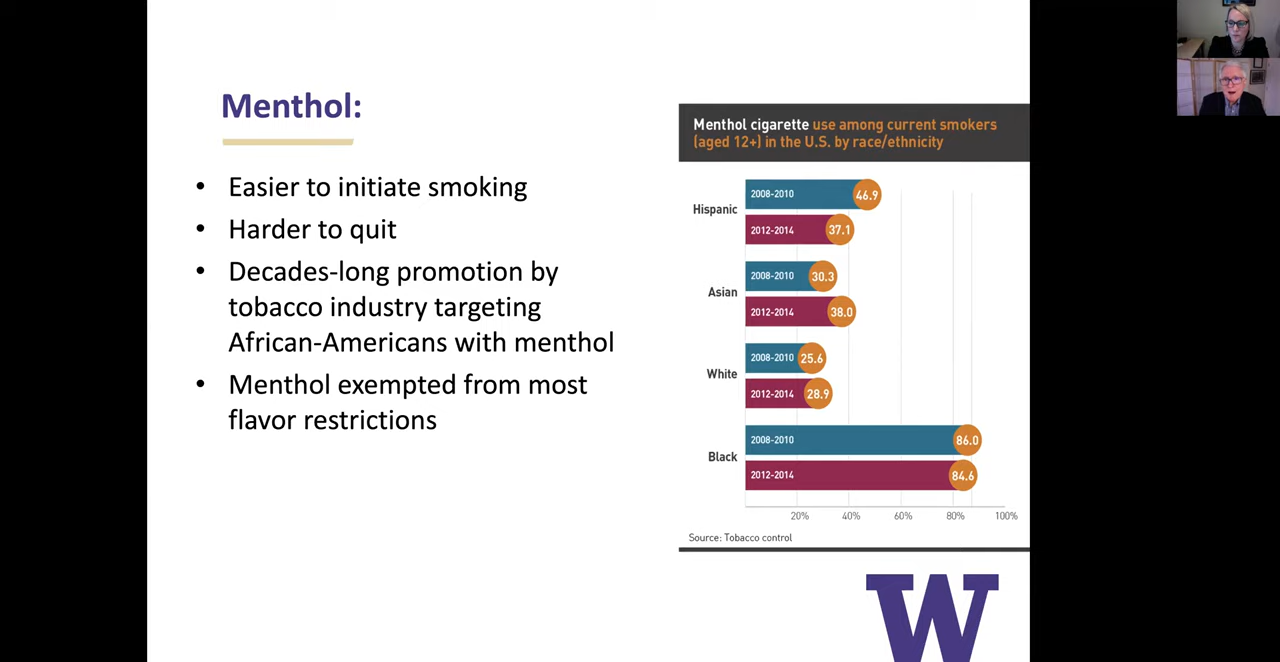 Menthol:
• Easier to initiate smoking
• Harder to quit
• Decades-long promotion by
tobacco industry targeting
African-Americans with menthol
• Menthol exempted from most
flavor restrictions
Menthol cigarette use among current smokers
(aged 12+) in the U.S. by race/ethnicity
Hispanic
2008-2010 46.9
2012-2014 37.1
Asian
2008-2010 30.3
2012-2014 38.0
White
2008-2010 25.6
2012-2014 28.9
Black
2008-2010 86.0
2012-2014 84.6
20% 40% 60% 80% 100%
Source: Tobacco control
W